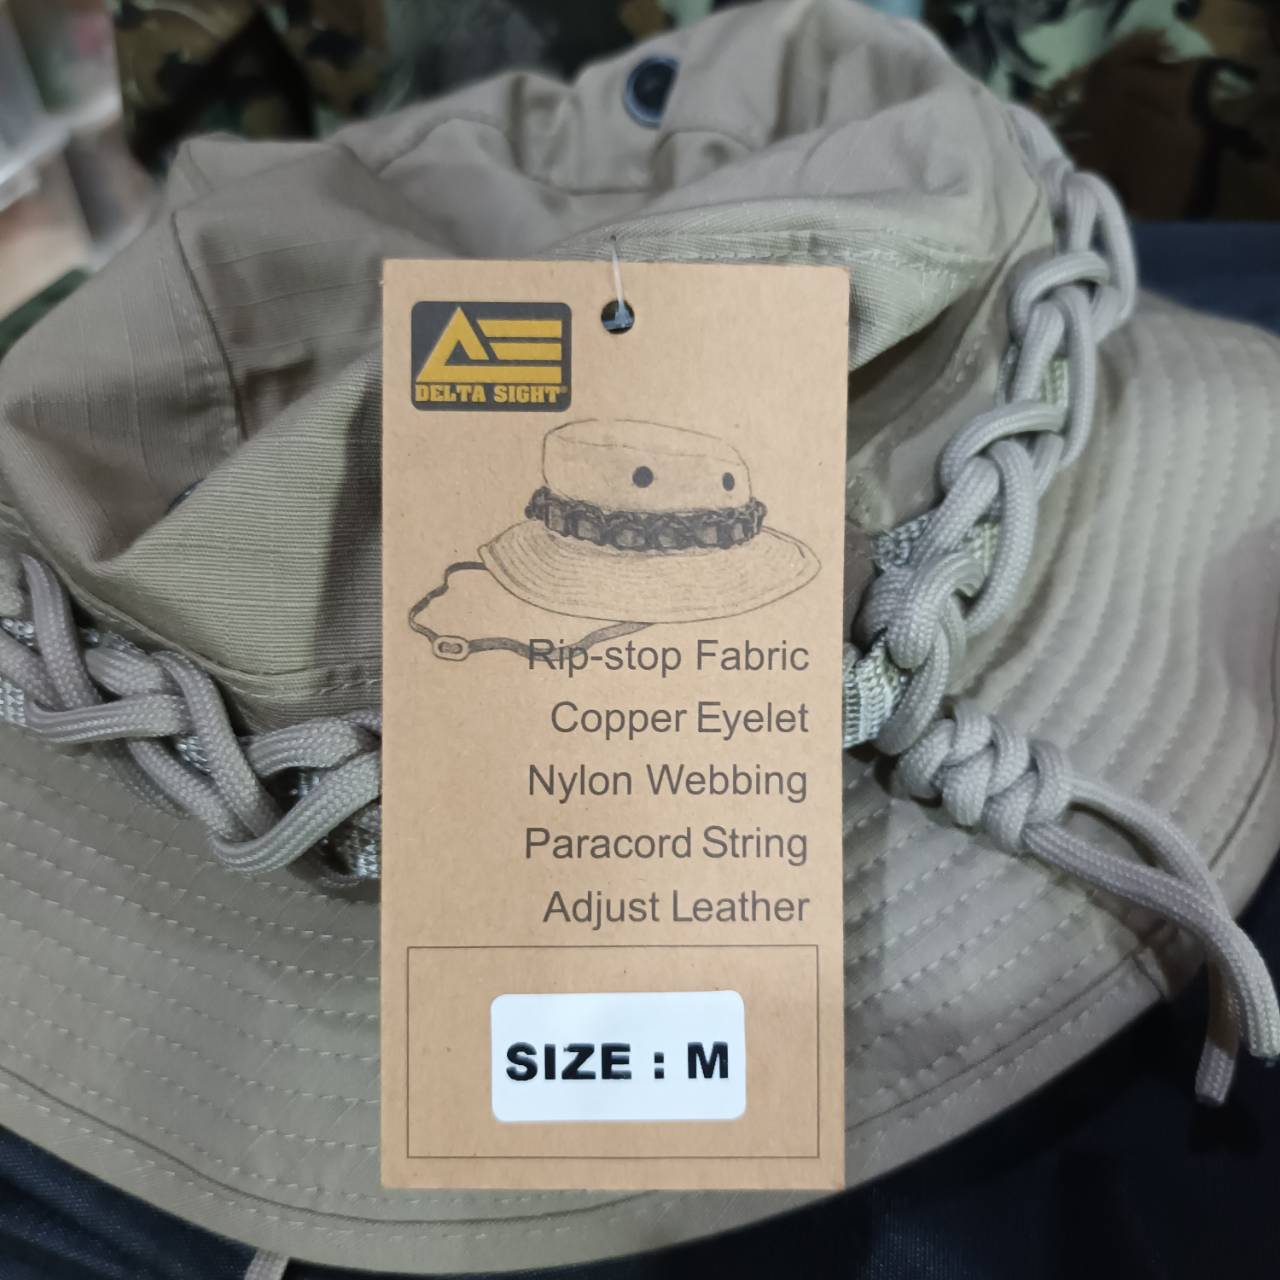 DELTA SIGHT®
Rip-stop Fabric
Copper Eyelet
Nylon Webbing
Paracord String
Adjust Leather
SIZE : M